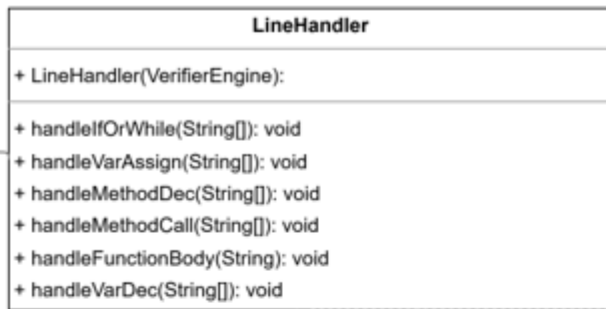 LineHandler
+ LineHandler(VerifierEngine):
+ handleIfOrWhile(String[]): void
+ handleVarAssign(String[]): void
+ handleMethodDec(String[]): void
+ handleMethodCall(String[]): void
+ handleFunctionBody(String): void
+ handleVarDec(String[]): void